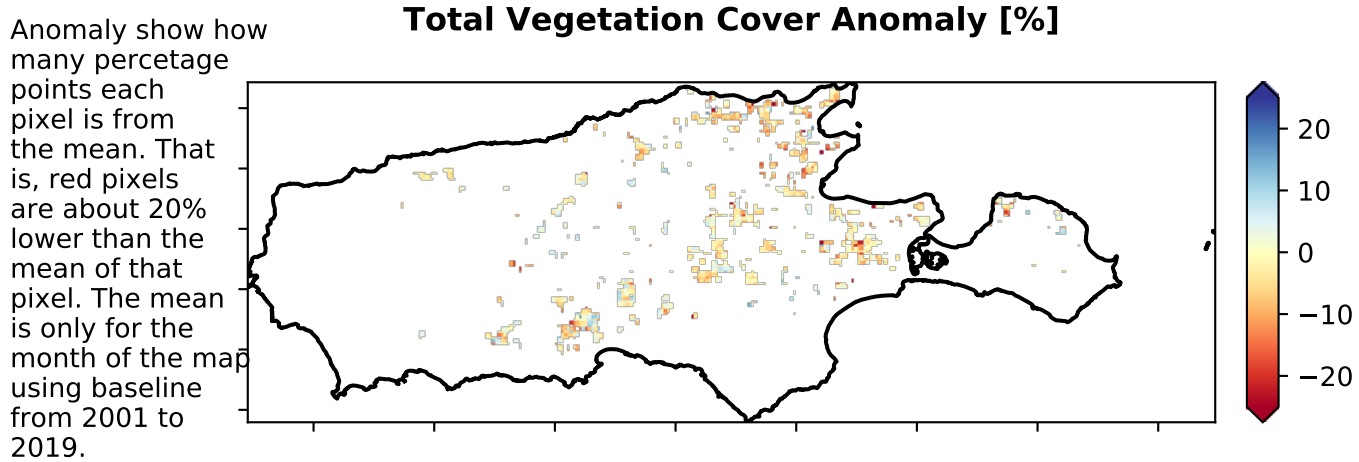 Total Vegetation Cover Anomaly [%]
Anomaly show how
many percetage
points each
pixel is from
the mean. That
is, red pixels
are about 20%
lower than the
mean of that
pixel. The mean
is only for the
month of the map
using baseline
from 2001 to
2019.
20
10
0
−10
−20